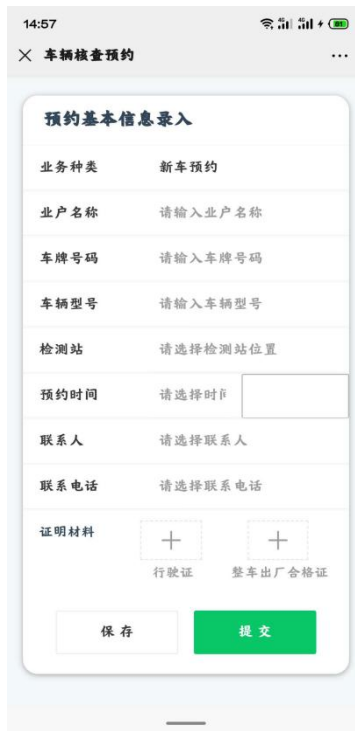 14:57
4G 4G 81
车辆核查预约
预约基本信息录入
业务种类 新车预约
业户名称 请输入业户名称
车牌号码 请输入车牌号码
车辆型号 请输入车辆型号
检测站 请选择检测站位置
预约时间 请选择时
联系人 请选择联系人
联系电话 请选择联系电话
证明材料
行驶证 整车出厂合格证
保存 提交